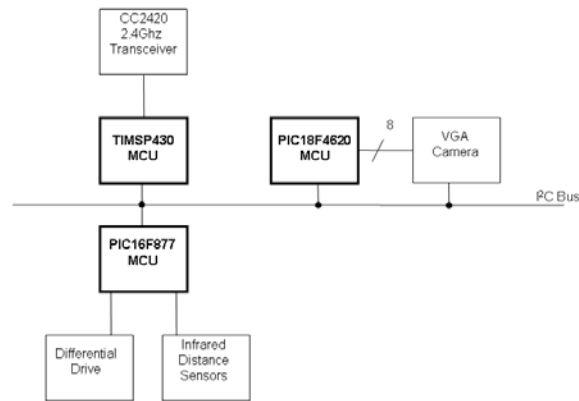 CC2420
2.4Ghz
Transceiver
TIMSP430
MCU
PIC18F4620
MCU
8
VGA
Camera
I²C Bus
PIC16F877
MCU
Differential
Drive
Infrared
Distance
Sensors